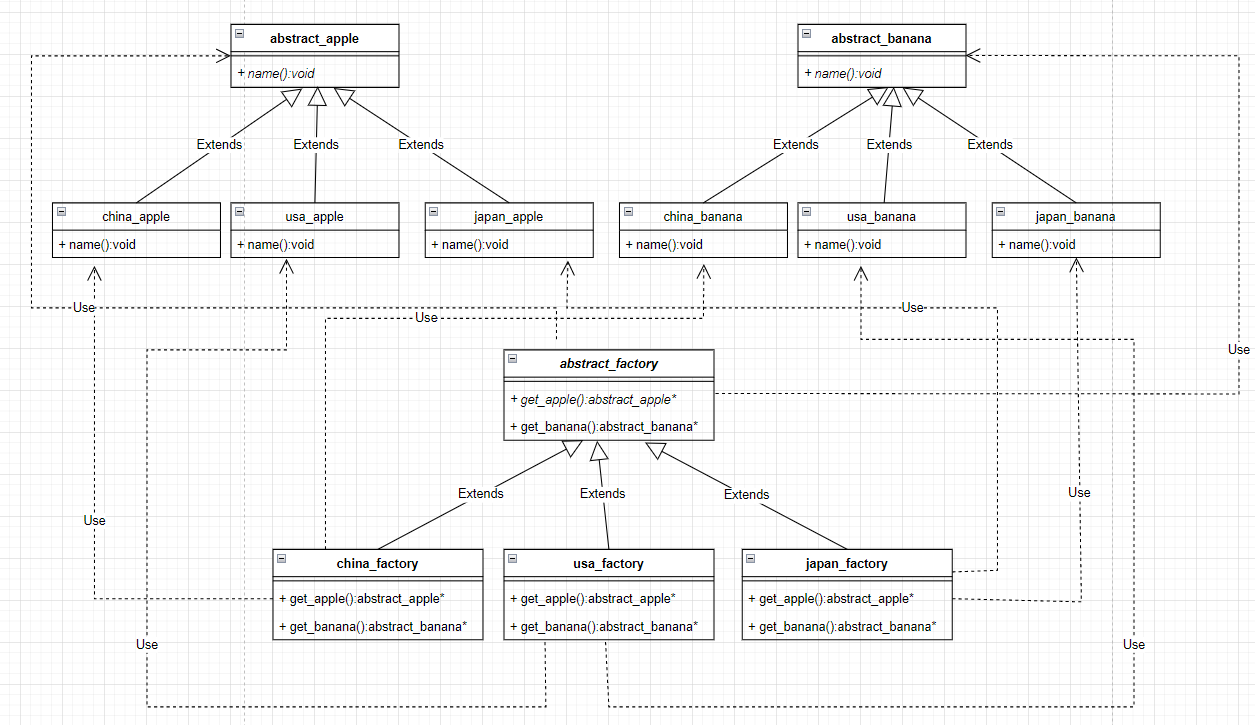 abstract_apple
+ name():void
abstract_banana
+ name():void
Extends
Extends
Extends
Extends
Extends
Extends
china_apple
+ name():void
usa_apple
+ name():void
japan_apple
+ name():void
china_banana
+ name():void
usa_banana
+ name():void
japan_banana
+ name():void
Use
Use
Use
Use
abstract_factory
+ get_apple():abstract_apple*
+ get_banana():abstract_banana*
Extends
Extends
Extends
Use
Use
china_factory
+ get_apple():abstract_apple*
+ get_banana():abstract_banana*
usa_factory
+ get_apple():abstract_apple*
+ get_banana():abstract_banana*
japan_factory
+ get_apple():abstract_apple*
+ get_banana():abstract_banana*
Use
Use